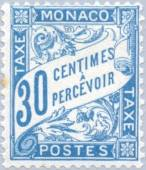 MONACO
TAXE
30 CENTIMES
À
PERCEVOIR
TAXE
POSTES